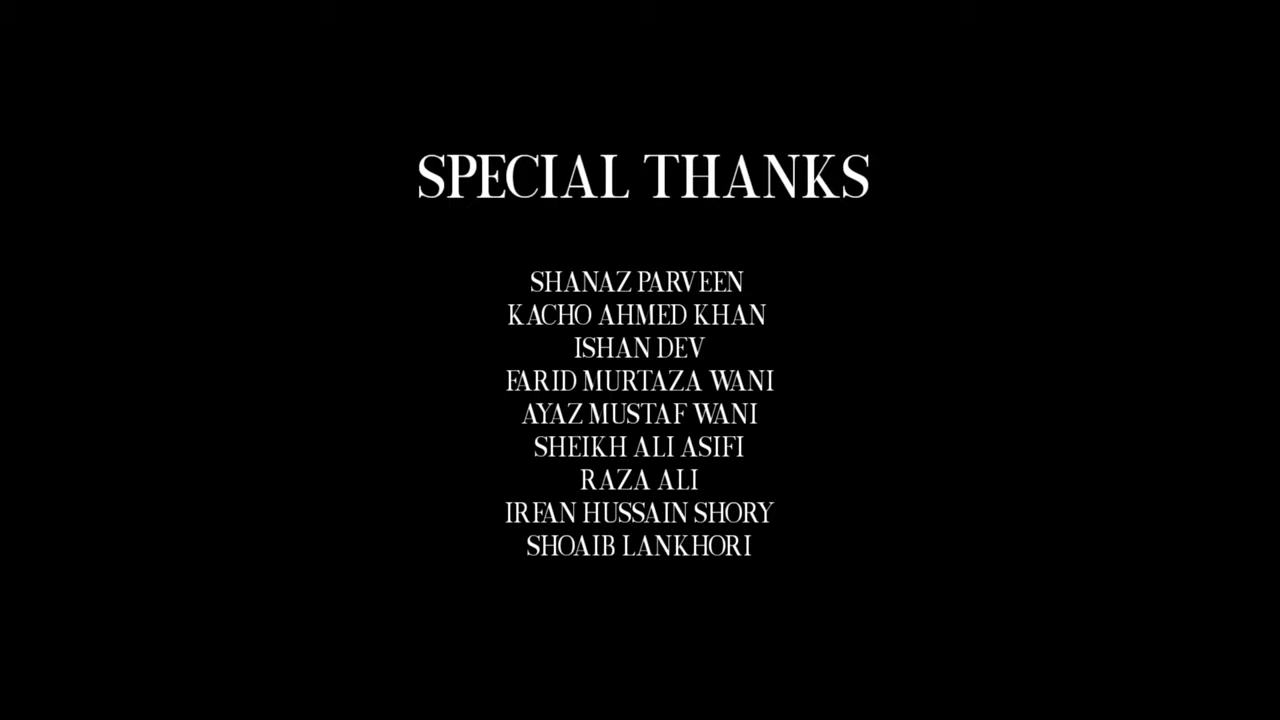 SPECIAL THANKS
SHANAZ PARVEEN
KACHO AHMED KHAN
ISHAN DEV
FARID MURTAZA WANI
AYAZ MUSTAF WANI
SHEIKH ALI ASIFI
RAZA ALI
IRFAN HUSSAIN SHORY
SHOAIB LANKHORI